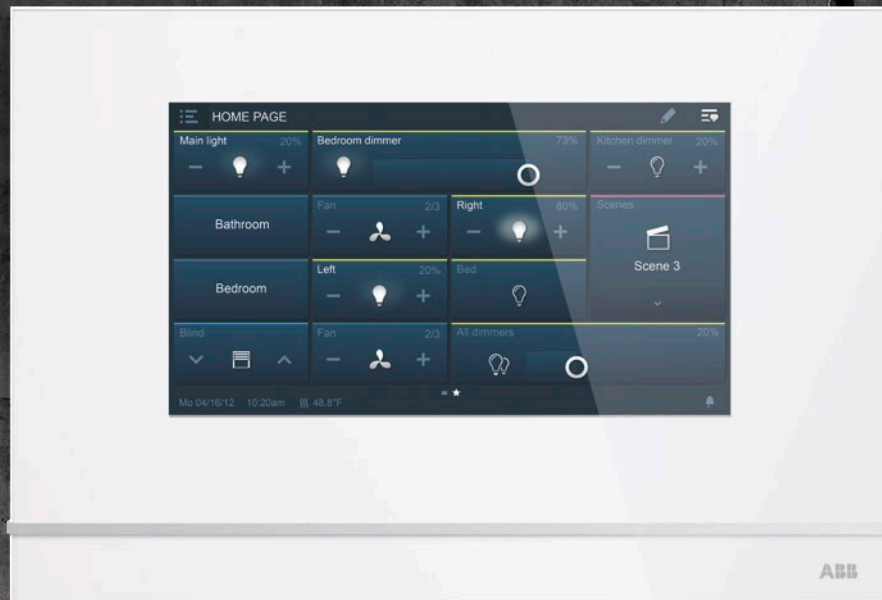 HOME PAGE
Main light 20%
Bedroom dimmer 73%
Kitchen dimmer 20%
Bathroom
Fan 2/3
Right 80%
Scenes
Scene 3
Bedroom
Left 20%
Bed
Blind
Fan 2/3
All dimmers 20%
Mo 04/16/12 10:20am 48.8°F
ABB